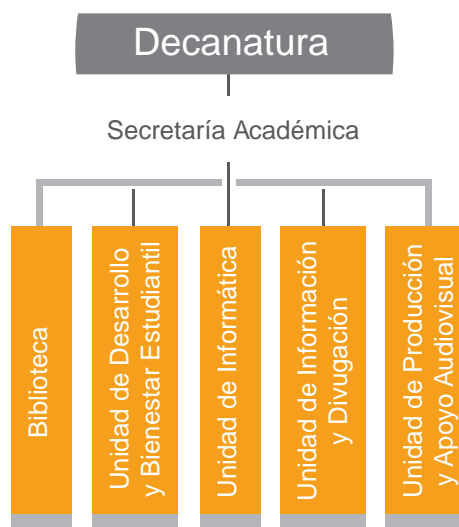 Decanatura
Secretaría Académica
Biblioteca
Unidad de Desarrollo
y Bienestar Estudiantil
Unidad de Informática
Unidad de Información
y Divugación
Unidad de Producción
y Apoyo Audiovisual